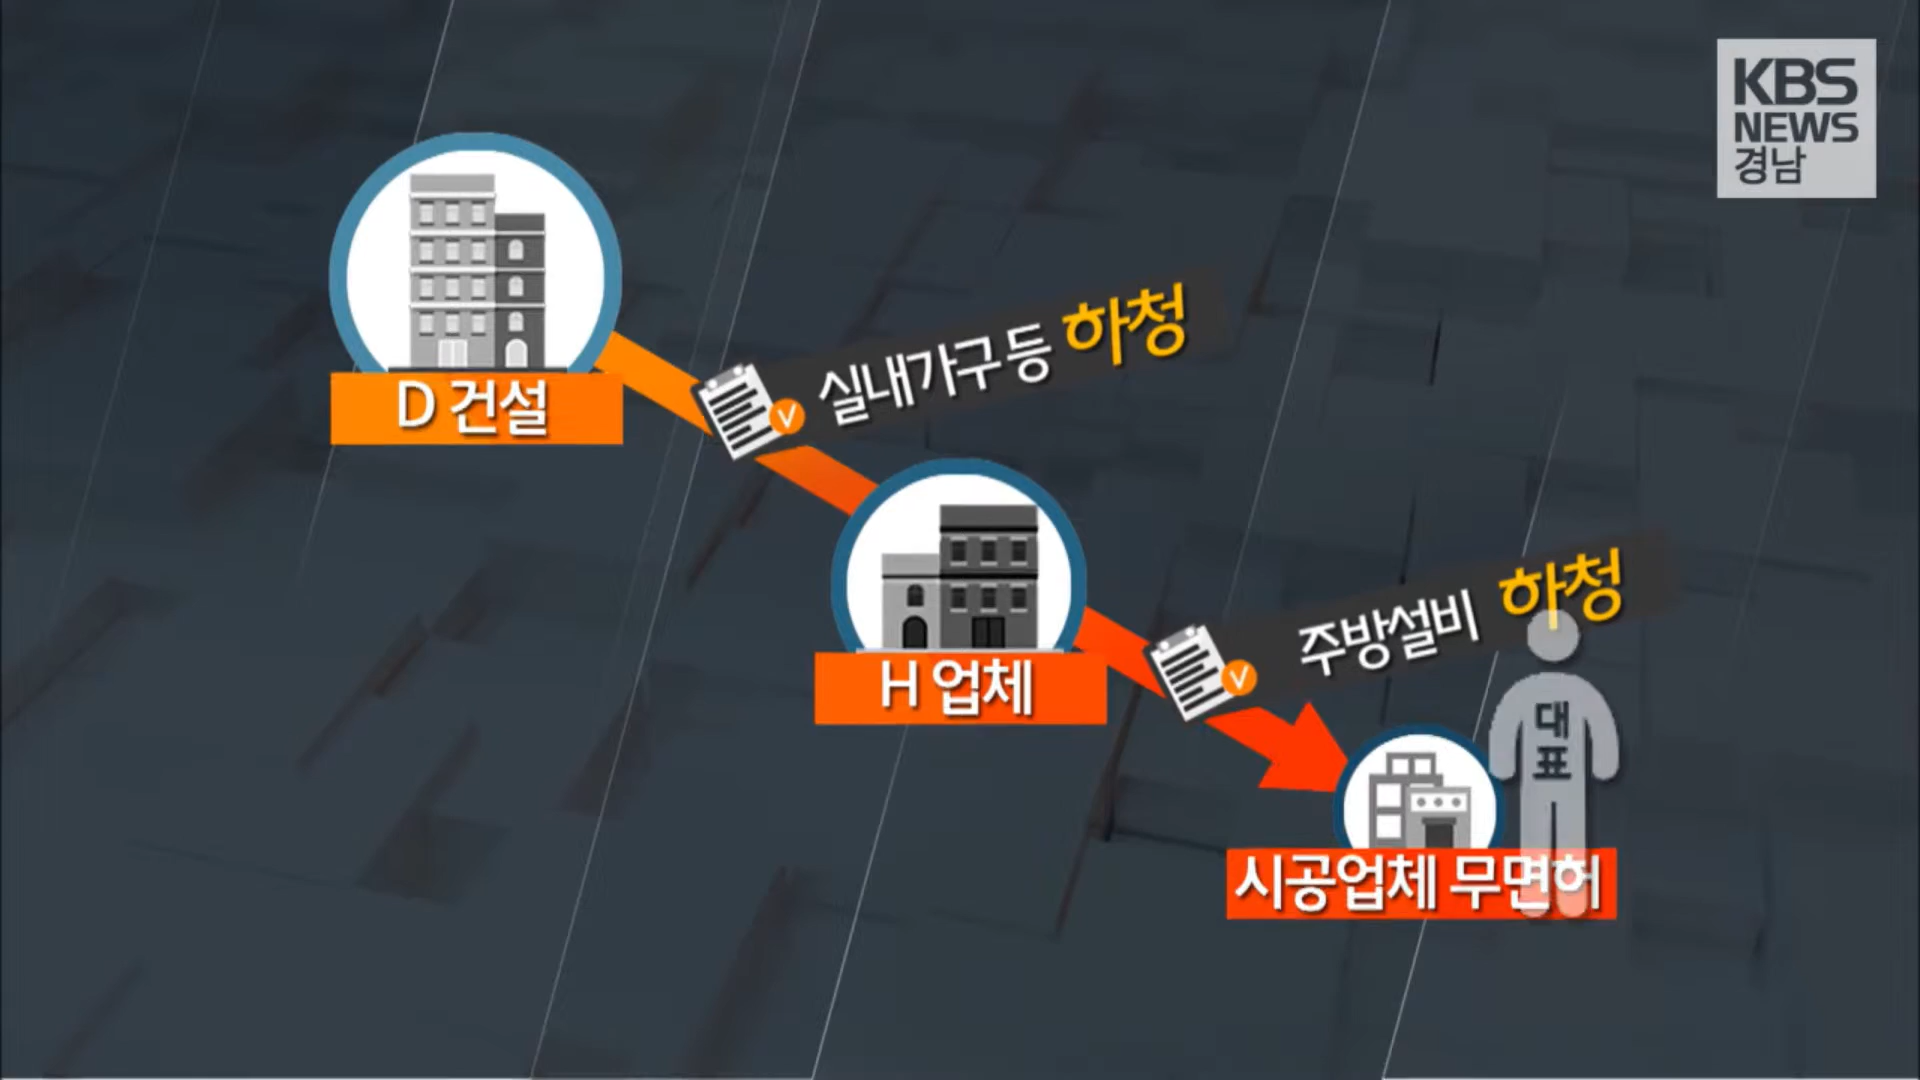 KBS
NEWS
경남
D 건설
실내가구 등 하청
H 업체
주방설비 하청
대
표
시공업체 무면허